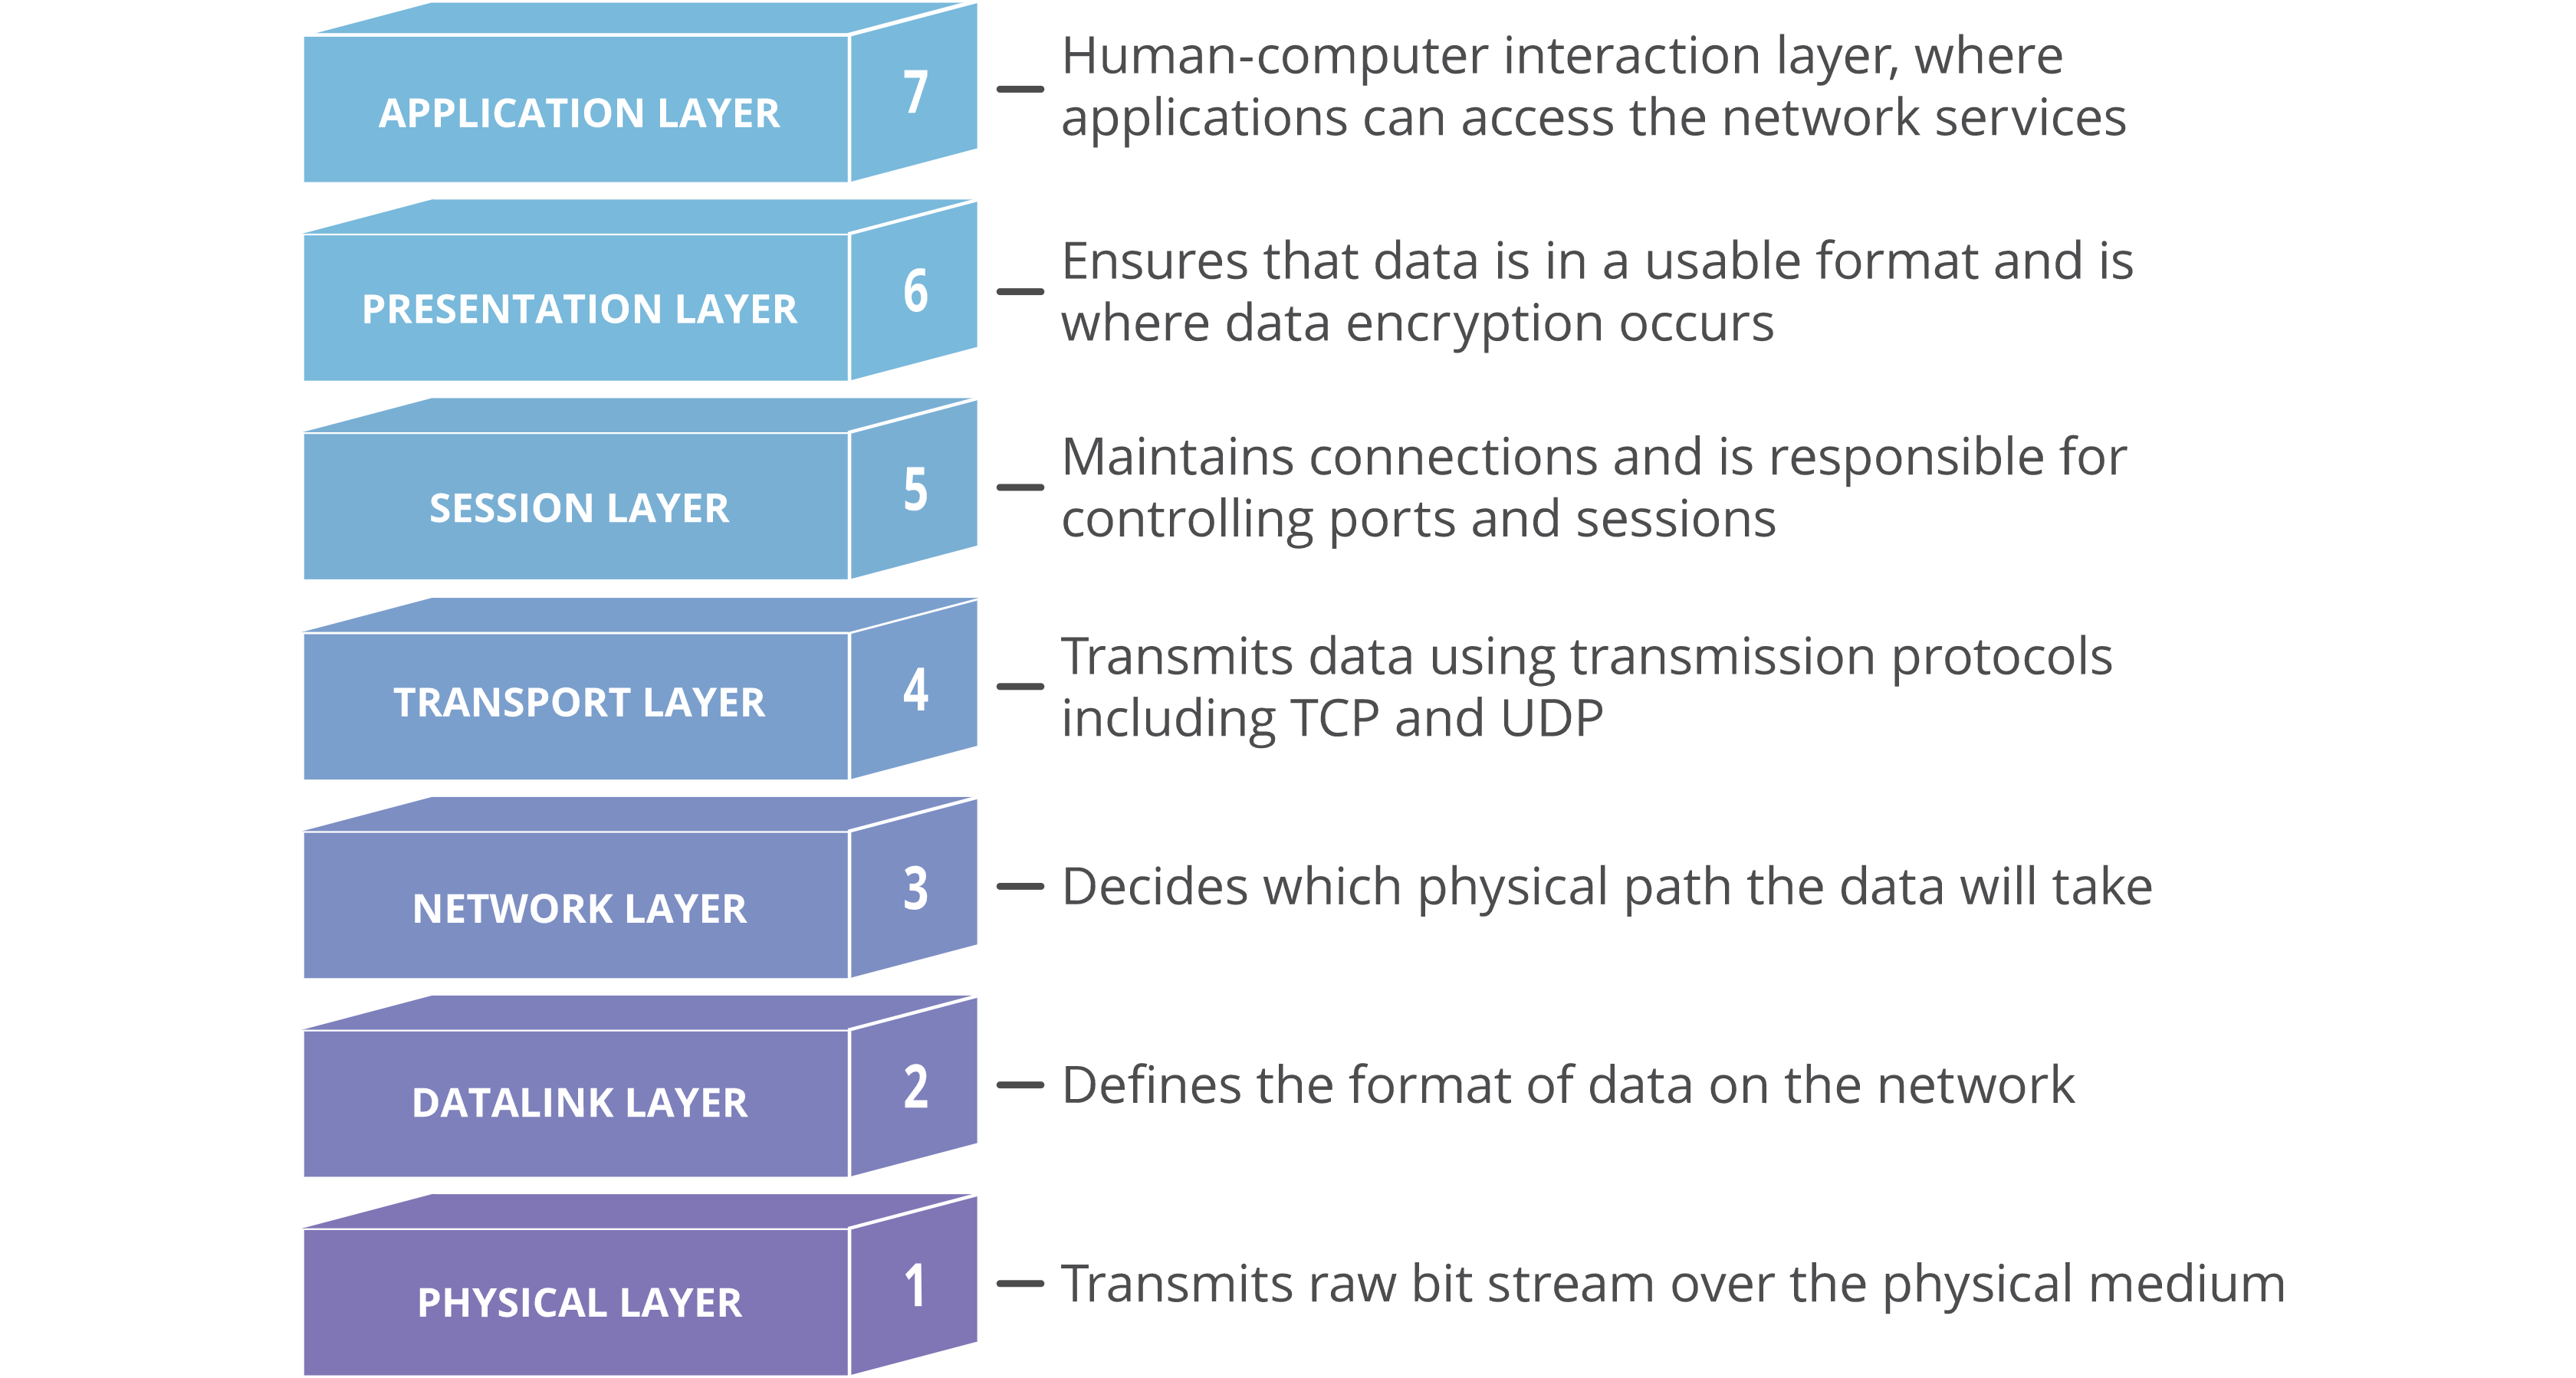 APPLICATION LAYER
7
Human-computer interaction layer, where
applications can access the network services
PRESENTATION LAYER
6
Ensures that data is in a usable format and is
where data encryption occurs
SESSION LAYER
5
Maintains connections and is responsible for
controlling ports and sessions
TRANSPORT LAYER
4
Transmits data using transmission protocols
including TCP and UDP
NETWORK LAYER
3
Decides which physical path the data will take
DATALINK LAYER
2
Defines the format of data on the network
PHYSICAL LAYER
1
Transmits raw bit stream over the physical medium